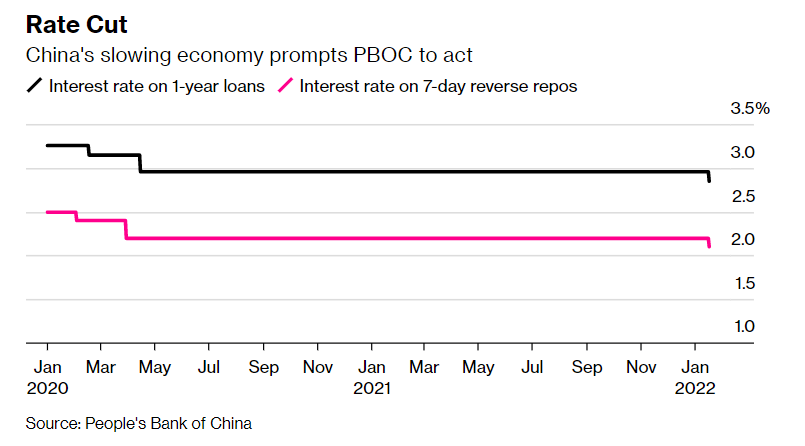 Rate Cut
China's slowing economy prompts PBOC to act
Interest rate on 1-year loans Interest rate on 7-day reverse repos
3.5%
3.0
2.5
2.0
1.5
1.0
Jan Mar May Jul Sep Nov Jan Mar May Jul Sep Nov Jan
2020 2021 2022
Source: People's Bank of China